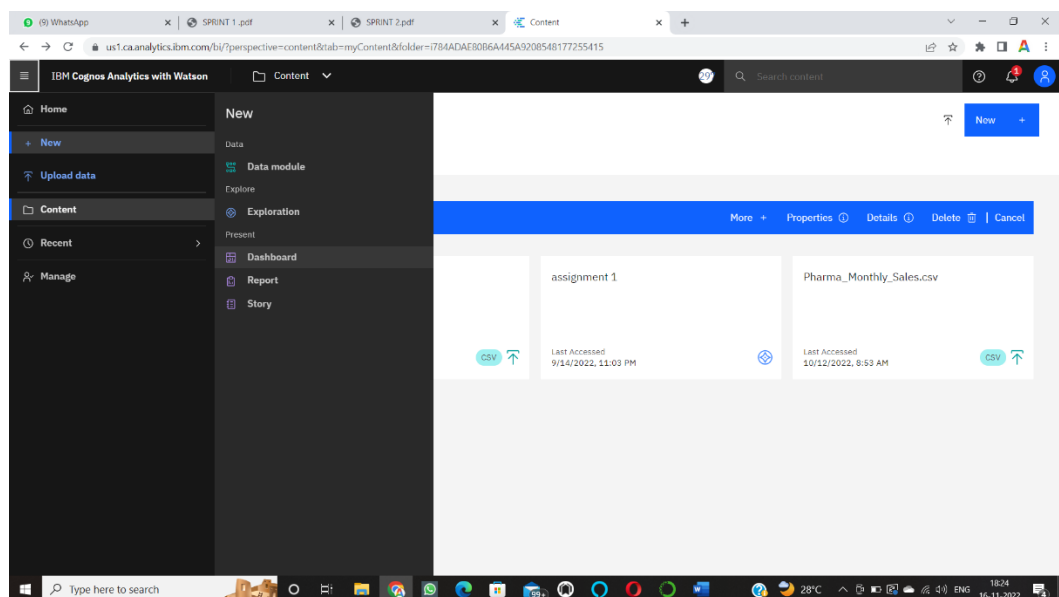 (9) WhatsApp
SPRINT 1 .pdf
SPRINT 2.pdf
Content
us1.ca.analytics.ibm.com/bi/?perspective=content&tab=myContent&folder=i784ADAE80B6A445A9208548177255415
IBM Cognos Analytics with Watson
Content
29
Search content
1
Home
New
Upload data
Content
Recent
Manage
New
Data
Data module
Explore
Exploration
Present
Dashboard
Report
Story
New +
More +
Properties
Details
Delete
Cancel
CSV
assignment 1
Last Accessed
9/14/2022, 11:03 PM
Pharma_Monthly_Sales.csv
Last Accessed
10/12/2022, 8:53 AM
CSV
Type here to search
99+
28°C
ENG
18:24
16-11-2022